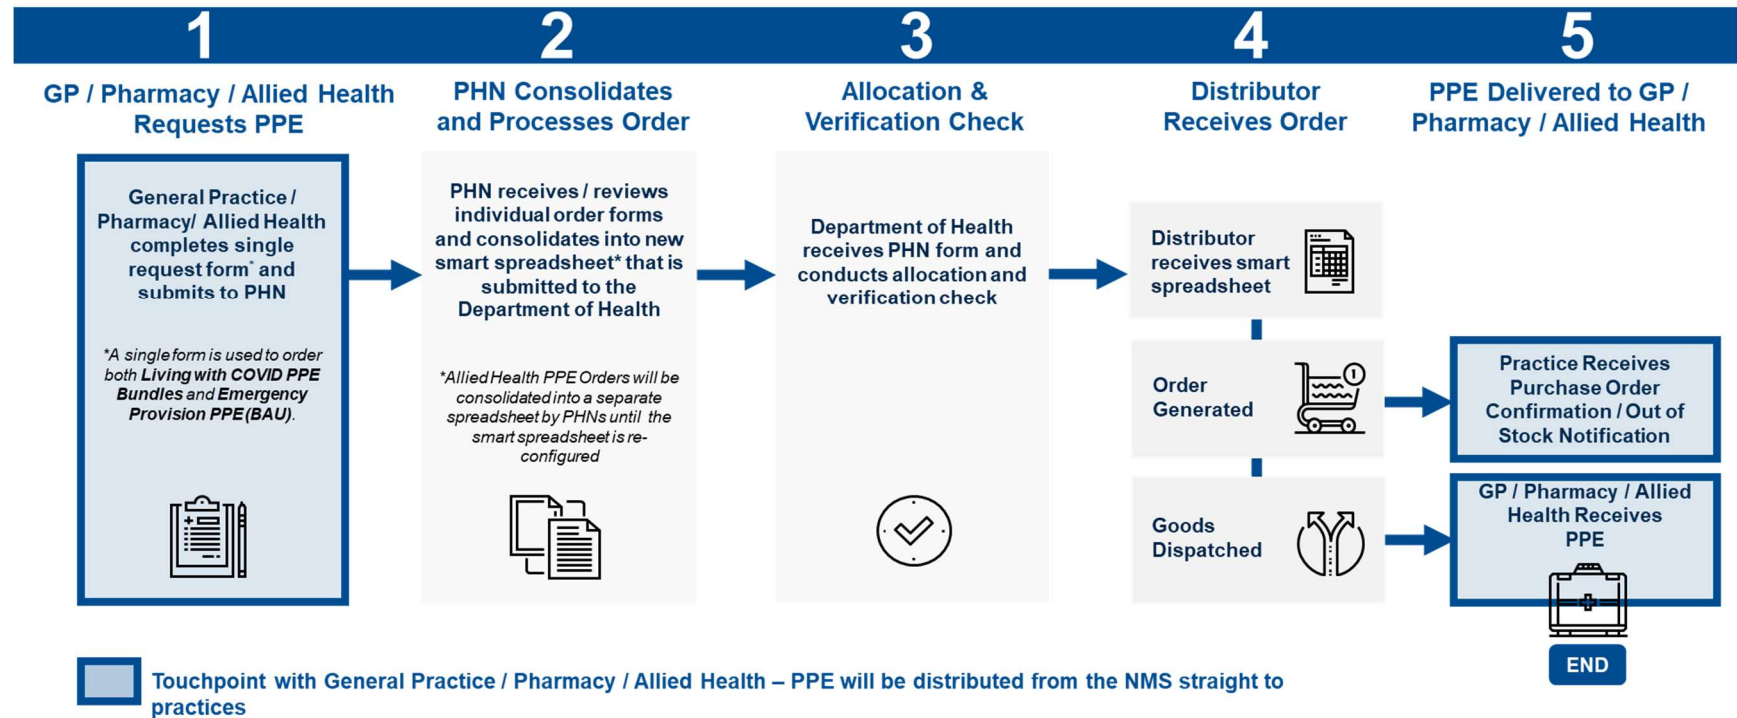 1
GP / Pharmacy / Allied Health
Requests PPE
General Practice /
Pharmacy/ Allied Health
completes single
request form* and
submits to PHN
*A single form is used to order
both Living with COVID PPE
Bundles and Emergency
Provision PPE (BAU).
2
PHN Consolidates
and Processes Order
PHN receives / reviews
individual order forms
and consolidates into new
smart spreadsheet* that is
submitted to the
Department of Health
*Allied Health PPE Orders will be
consolidated into a separate
spreadsheet by PHNs until the
smart spreadsheet is re-
configured
3
Allocation &
Verification Check
Department of Health
receives PHN form and
conducts allocation and
verification check
4
Distributor
Receives Order
Distributor
receives smart
spreadsheet
Order
Generated
1
Goods
Dispatched
5
PPE Delivered to GP /
Pharmacy / Allied Health
Practice Receives
Purchase Order
Confirmation / Out of
Stock Notification
GP / Pharmacy / Allied
Health Receives
PPE
END
Touchpoint with General Practice / Pharmacy / Allied Health – PPE will be distributed from the NMS straight to
practices